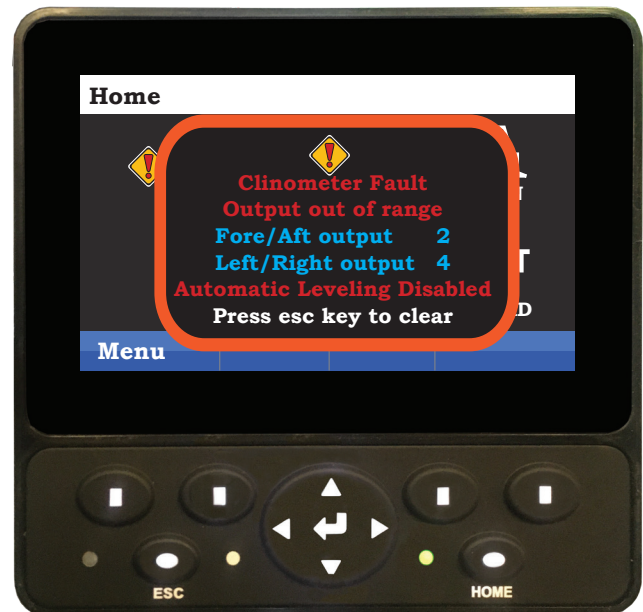 Home
Clinometer Fault
Output out of range
Fore/Aft output 2
Left/Right output 4
Automatic Leveling Disabled
Press esc key to clear
Menu
ESC
HOME